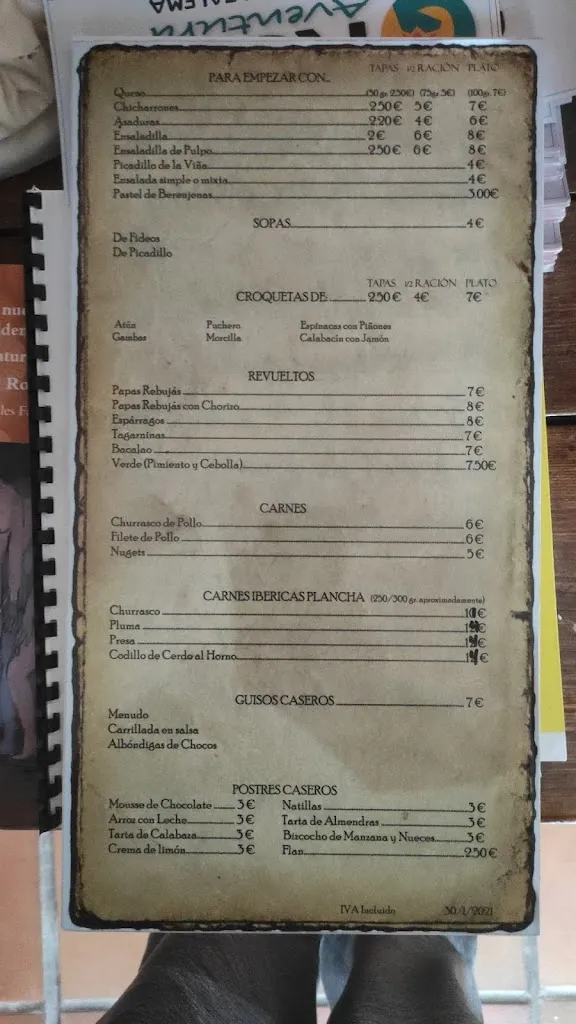 Aventura
PARA EMPEZAR CON... TAPAS 1/2 RACIÓN PLATO
Queso (50 gr. 2.50€) (75gr. 5€) (100gr. 7€)
Chicharrones 2.50€ 5€ 7€
Asaduras 2.20€ 4€ 6€
Ensaladilla 2€ 6€ 8€
Ensaladilla de Pulpo 2.50€ 6€ 8€
Picadillo de la Viña 4€
Ensalada simple o mixta 4€
Pastel de Berenjenas 3.00€
SOPAS 4€
De Fideos
De Picadillo
TAPAS 1/2 RACIÓN PLATO
CROQUETAS DE 2.50€ 4€ 7€
Atún Puchero Espinacas con Piñones
Gambas Morcilla Calabacín con Jamón
REVUELTOS
Papas Rebujás 7€
Papas Rebujás con Chorizo 8€
Espárragos 8€
Tagarninas 7€
Bacalao 7€
Verde (Pimiento y Cebolla) 7.50€
CARNES
Churrasco de Pollo 6€
Filete de Pollo 6€
Nugets 5€
CARNES IBERICAS PLANCHA (250/300 gr. aproximadamente)
Churrasco €
Pluma €
Presa €
Codillo de Cerdo al Horno €
GUISOS CASEROS 7€
Menudo
Carrillada en salsa
Albóndigas de Chocos
POSTRES CASEROS
Mousse de Chocolate 3€ Natillas 3€
Arroz con Leche 3€ Tarta de Almendras 3€
Tarta de Calabaza 3€ Bizcocho de Manzana y Nueces 3€
Crema de limón 3€ Flan 2.50€
IVA Incluido 30/1/2021